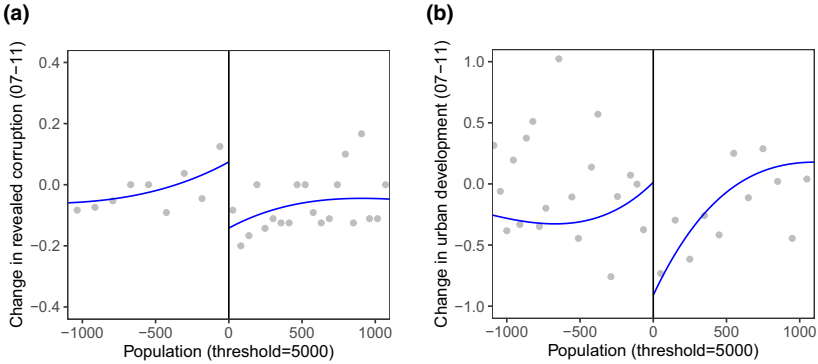 (a)
Change in revealed corruption (07−11)
0.4
0.2
0.0
−0.2
−0.4
−1000 −500 0 500 1000
Population (threshold=5000)
(b)
Change in urban development (07−11)
1.0
0.5
0.0
−0.5
−1.0
−1000 −500 0 500 1000
Population (threshold=5000)